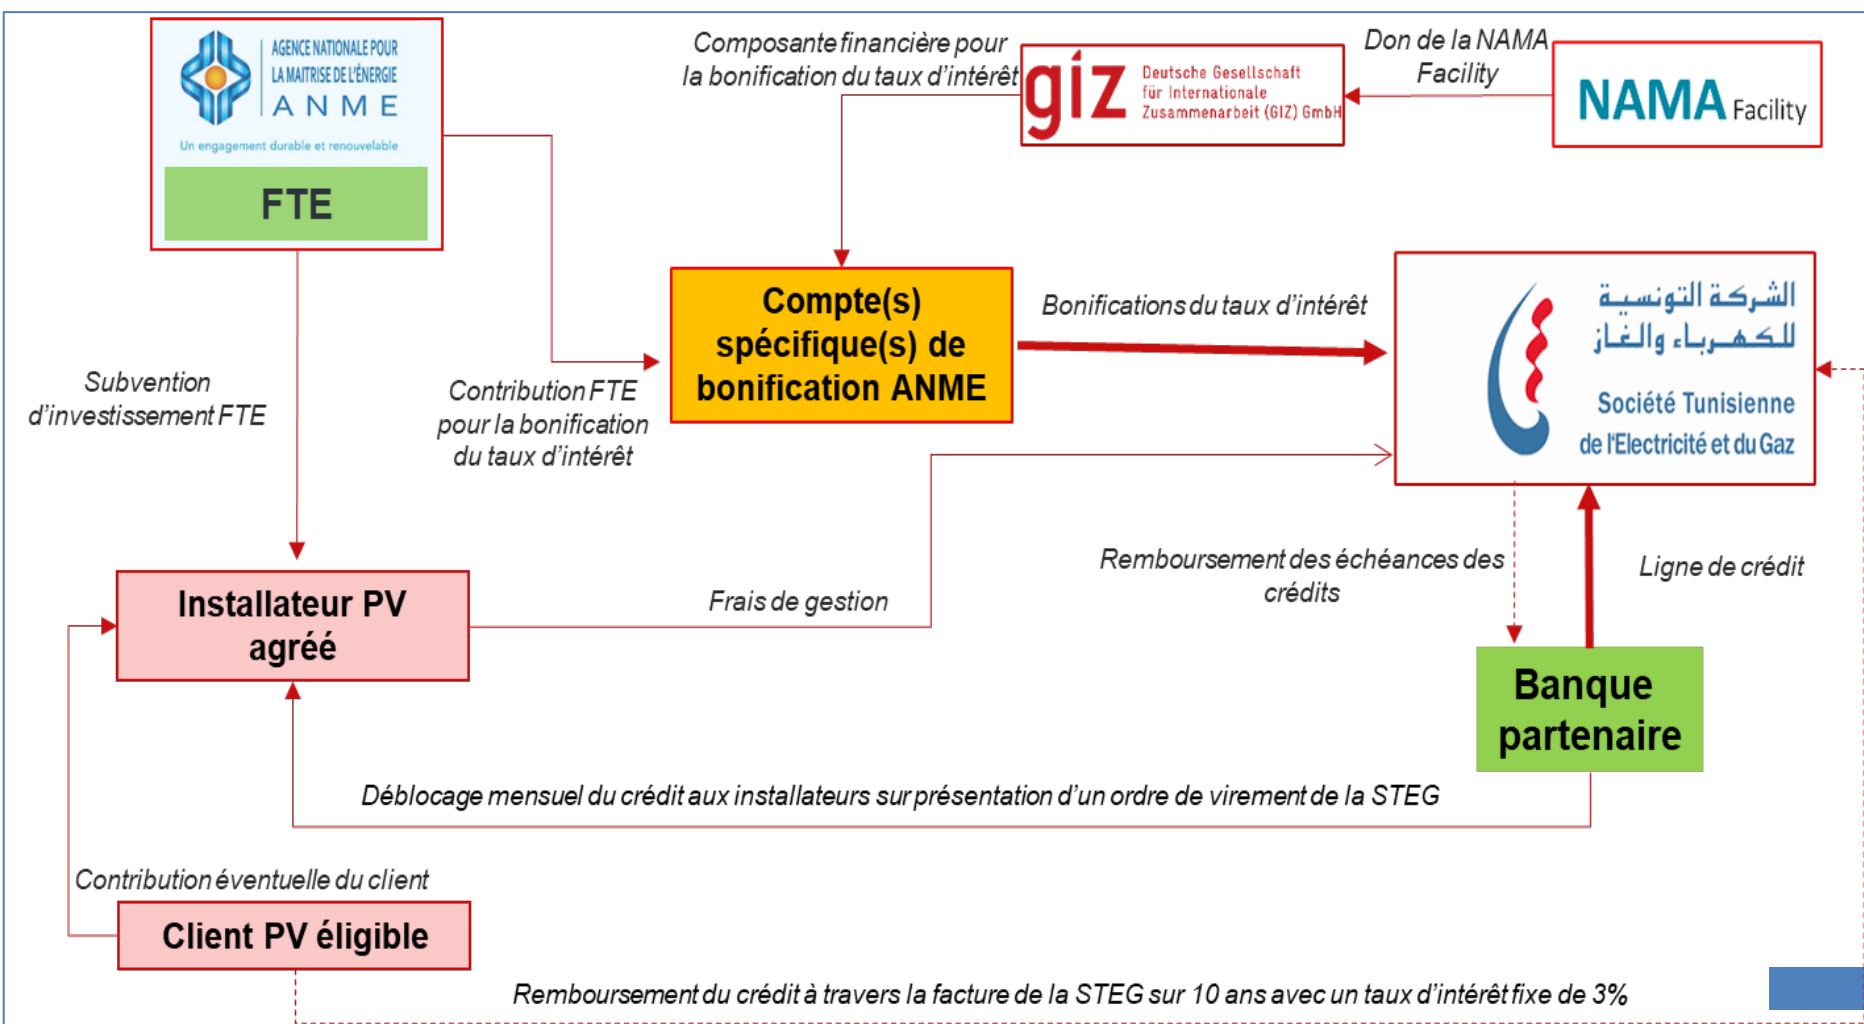 AGENCE NATIONALE POUR
LA MAITRISE DE L'ÉNERGIE
ANME
Un engagement durable et renouvelable
FTE
Composante financière pour
la bonification du taux d'intérêt
giz
Deutsche Gesellschaft
für Internationale
Zusammenarbeit (GIZ) GmbH
Don de la NAMA
Facility
NAMA Facility
Compte(s)
spécifique(s) de
bonification ANME
Bonifications du taux d'intérêt
الشركة التونسية
للكهرباء والغاز
Société Tunisienne
de l'Electricité et du Gaz
Subvention
d'investissement FTE
Contribution FTE
pour la bonification
du taux d'intérêt
Installateur PV
agréé
Frais de gestion
Remboursement des échéances des
crédits
Ligne de crédit
Banque
partenaire
Déblocage mensuel du crédit aux installateurs sur présentation d'un ordre de virement de la STEG
Contribution éventuelle du client
Client PV éligible
Remboursement du crédit à travers la facture de la STEG sur 10 ans avec un taux d'intérêt fixe de 3%